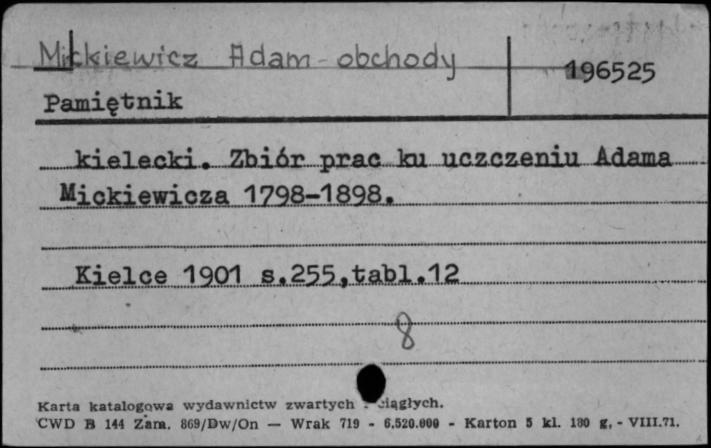 Mickiewicz Adam - obchody
196525
Pamiętnik
kielecki. Zbiór prac ku uczczeniu Adama
Mickiewicza 1798-1898.
Kielce 1901 s.255,tabl.12
8
Karta katalogowa wydawnictw zwartych - ciągłych.
CWD B 144 Zam. 869/Dw/On — Wrak 719 - 6.520.000 - Karton 5 kl. 180 g. - VIII.71.